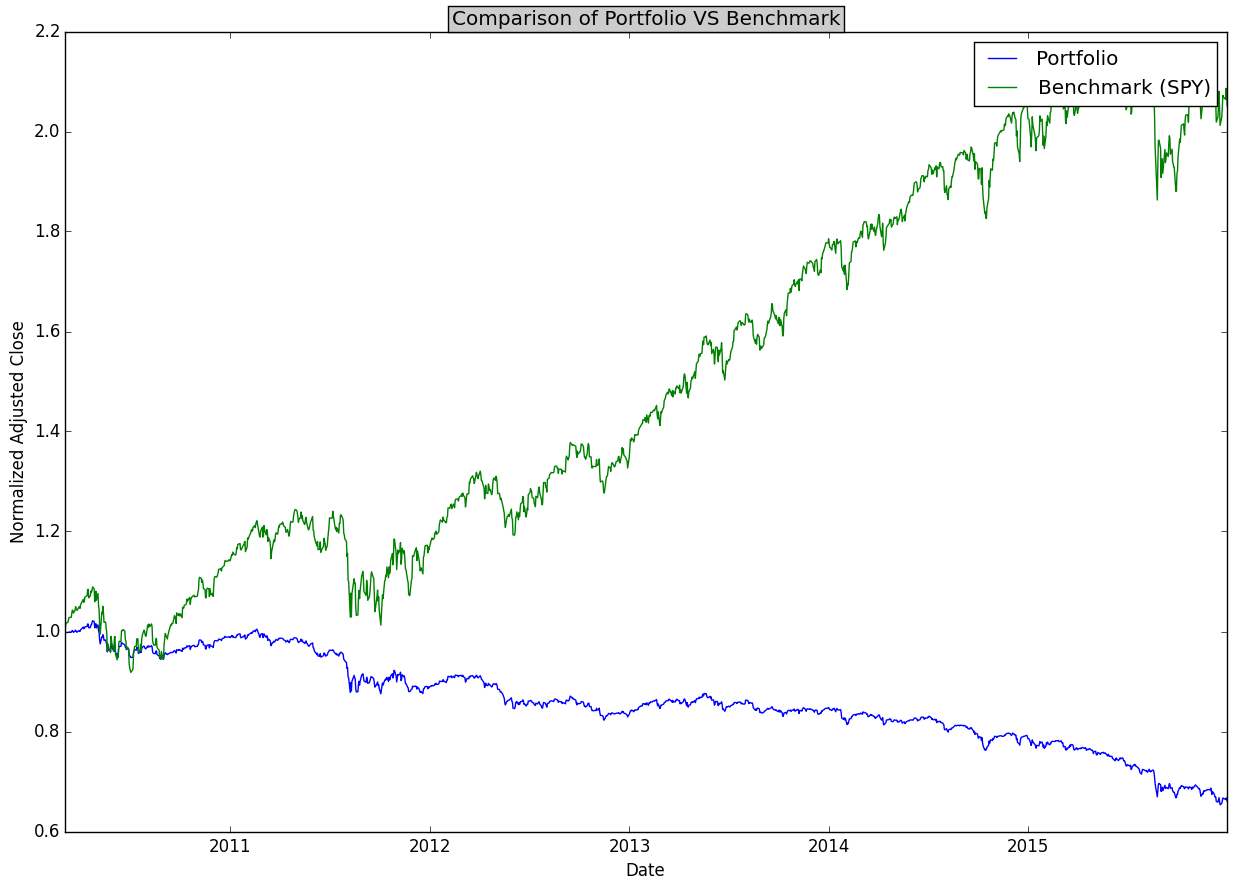 Comparison of Portfolio VS Benchmark
2.2
Portfolio
Benchmark (SPY)
2.0
1.8
1.6
1.4
1.2
1.0
0.8
0.6
Normalized Adjusted Close
2011 2012 2013 2014 2015
Date